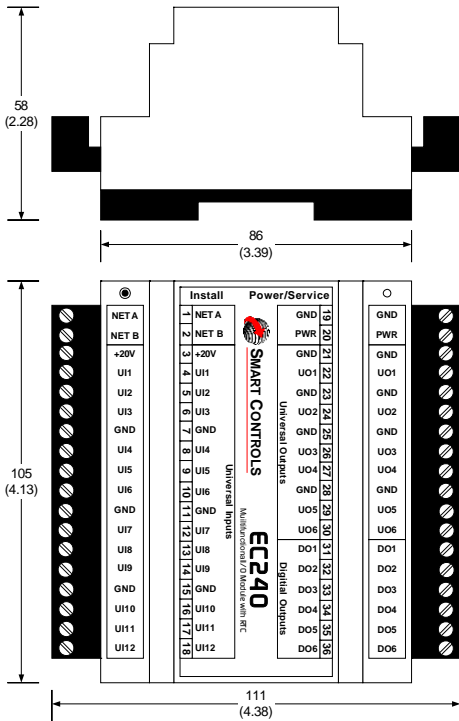 58
(2.28)
86
(3.39)
105
(4.13)
Install Power/Service
NET A 1 NET A GND 19 GND
NET B 2 NET B PWR 20 PWR
+20V 3 +20V GND 21 GND
UI1 4 UI1 UO1 22 UO1
UI2 5 UI2 GND 23 GND
UI3 6 UI3 UO2 24 UO2
GND 7 GND GND 25 GND
UI4 8 UI4 UO3 26 UO3
UI5 9 UI5 UO4 27 UO4
UI6 10 UI6 GND 28 GND
GND 11 GND UO5 29 UO5
UI7 12 UI7 UO6 30 UO6
UI8 13 UI8 DO1 31 DO1
UI9 14 UI9 DO2 32 DO2
GND 15 GND DO3 33 DO3
UI10 16 UI10 DO4 34 DO4
UI11 17 UI11 DO5 35 DO5
UI12 18 UI12 DO6 36 DO6
Universal Inputs
SMART CONTROLS
EC240
Multifunctional I/O Module with RTC
Universal Outputs
Digitial Outputs
111
(4.38)